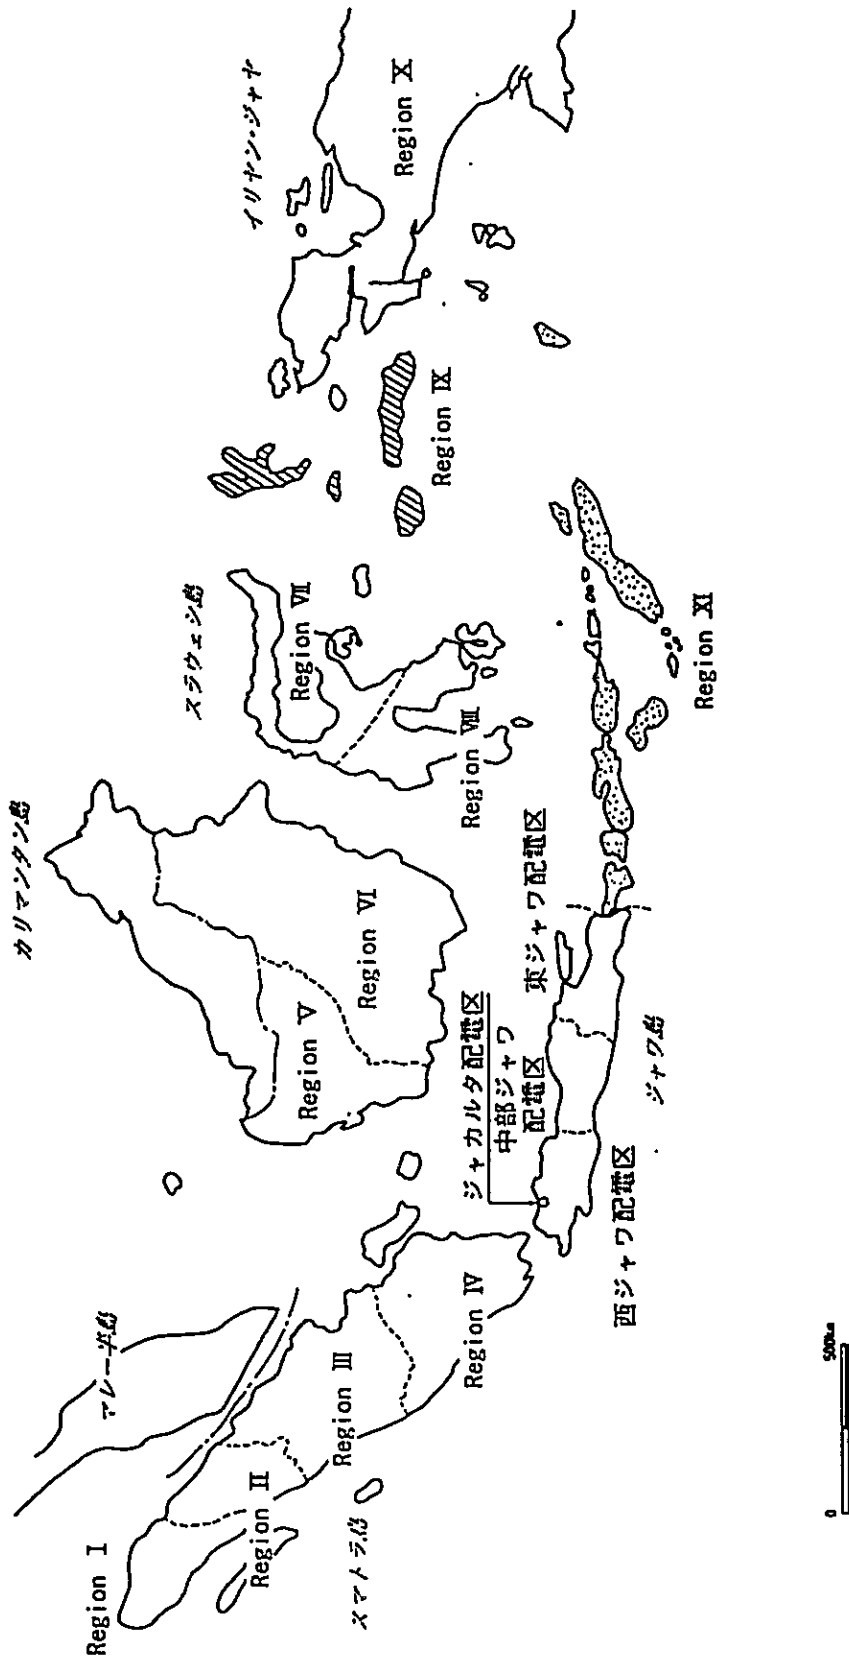 マレー半島
カリマンタン島
スラウェシ島
イリヤン・ジャヤ
Region I
Region II
スマトラ島
Region III
Region IV
Region V
Region VI
Region VII
Region VIII
Region IX
Region X
Region XI
ジャカルタ配電区
中部ジャワ
配電区
東ジャワ配電区
西ジャワ配電区
ジャワ島
0
500km